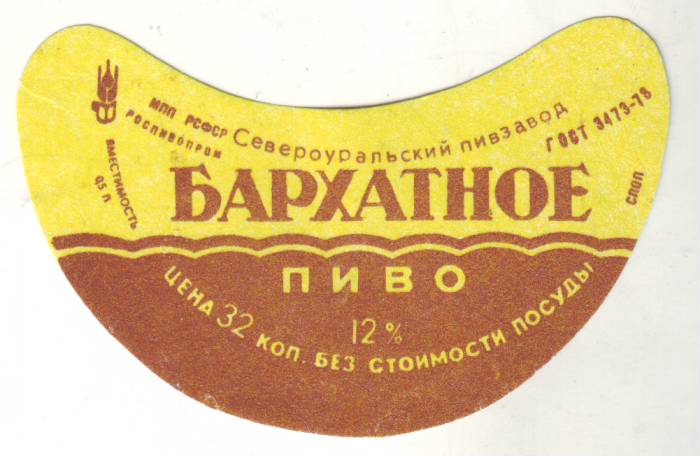 МПП РСФСР
РОСПИВОПРОМ
Североуральский пивзавод
ГОСТ 3473-78
ВМЕСТИМОСТЬ
0,5 Л
БАРХАТНОЕ
СПОП
ПИВО
12%
ЦЕНА 32 КОП. БЕЗ СТОИМОСТИ ПОСУДЫ